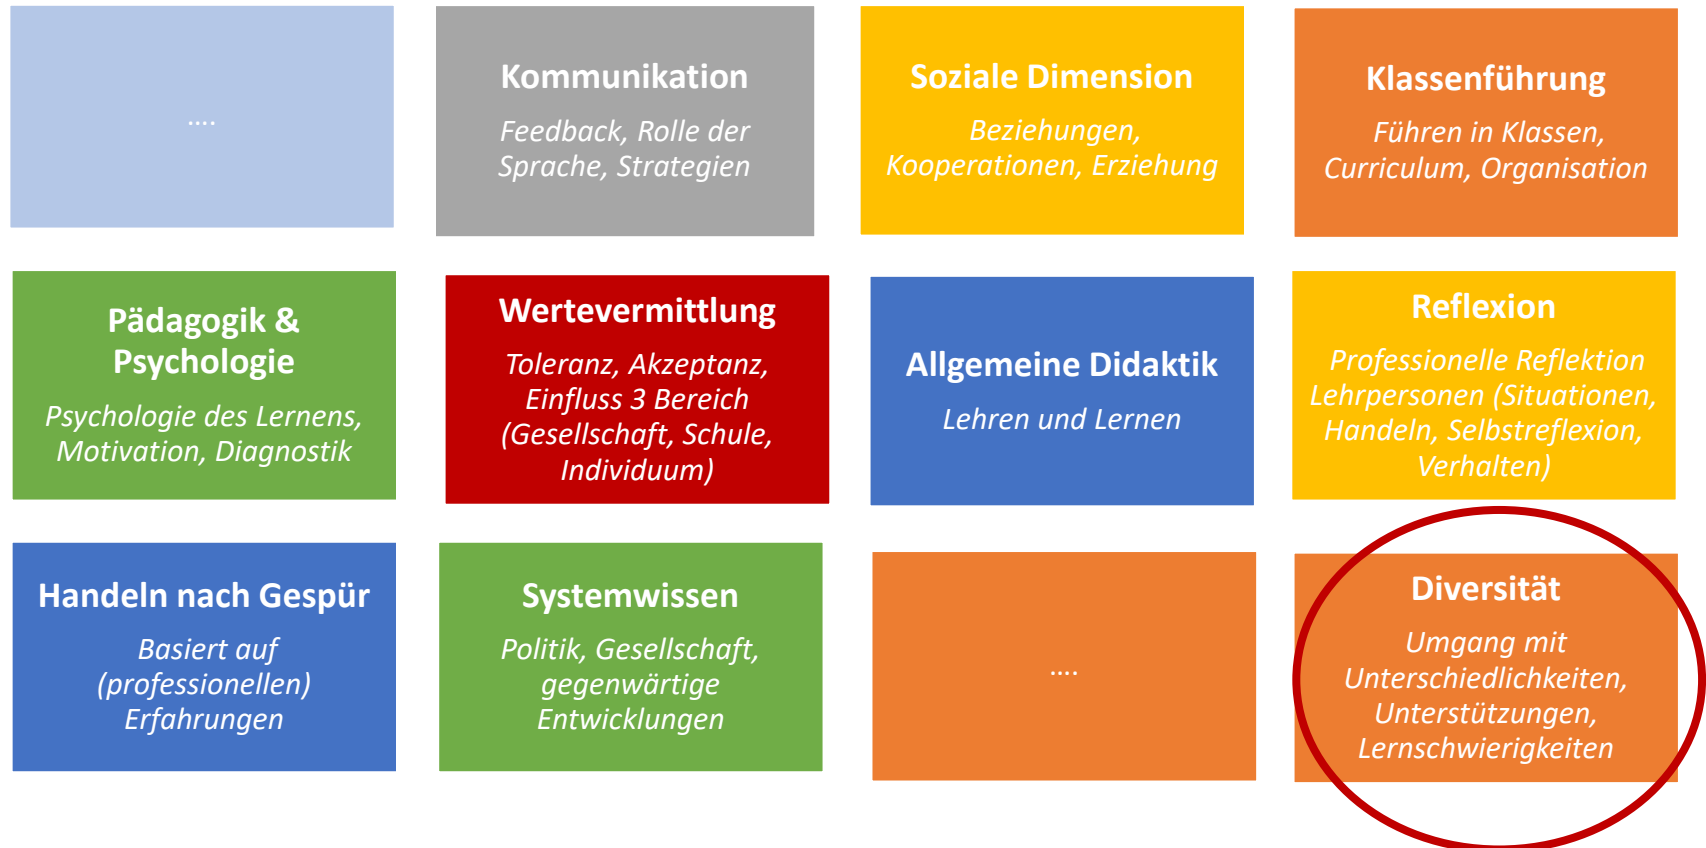 ....
Kommunikation
Feedback, Rolle der
Sprache, Strategien
Soziale Dimension
Beziehungen,
Kooperationen, Erziehung
Klassenführung
Führen in Klassen,
Curriculum, Organisation
Pädagogik &
Psychologie
Psychologie des Lernens,
Motivation, Diagnostik
Wertevermittlung
Toleranz, Akzeptanz,
Einfluss 3 Bereich
(Gesellschaft, Schule,
Individuum)
Allgemeine Didaktik
Lehren und Lernen
Reflexion
Professionelle Reflektion
Lehrpersonen (Situationen,
Handeln, Selbstreflexion,
Verhalten)
Handeln nach Gespür
Basiert auf
(professionellen)
Erfahrungen
Systemwissen
Politik, Gesellschaft,
gegenwärtige
Entwicklungen
....
Diversität
Umgang mit
Unterschiedlichkeiten,
Unterstützungen,
Lernschwierigkeiten